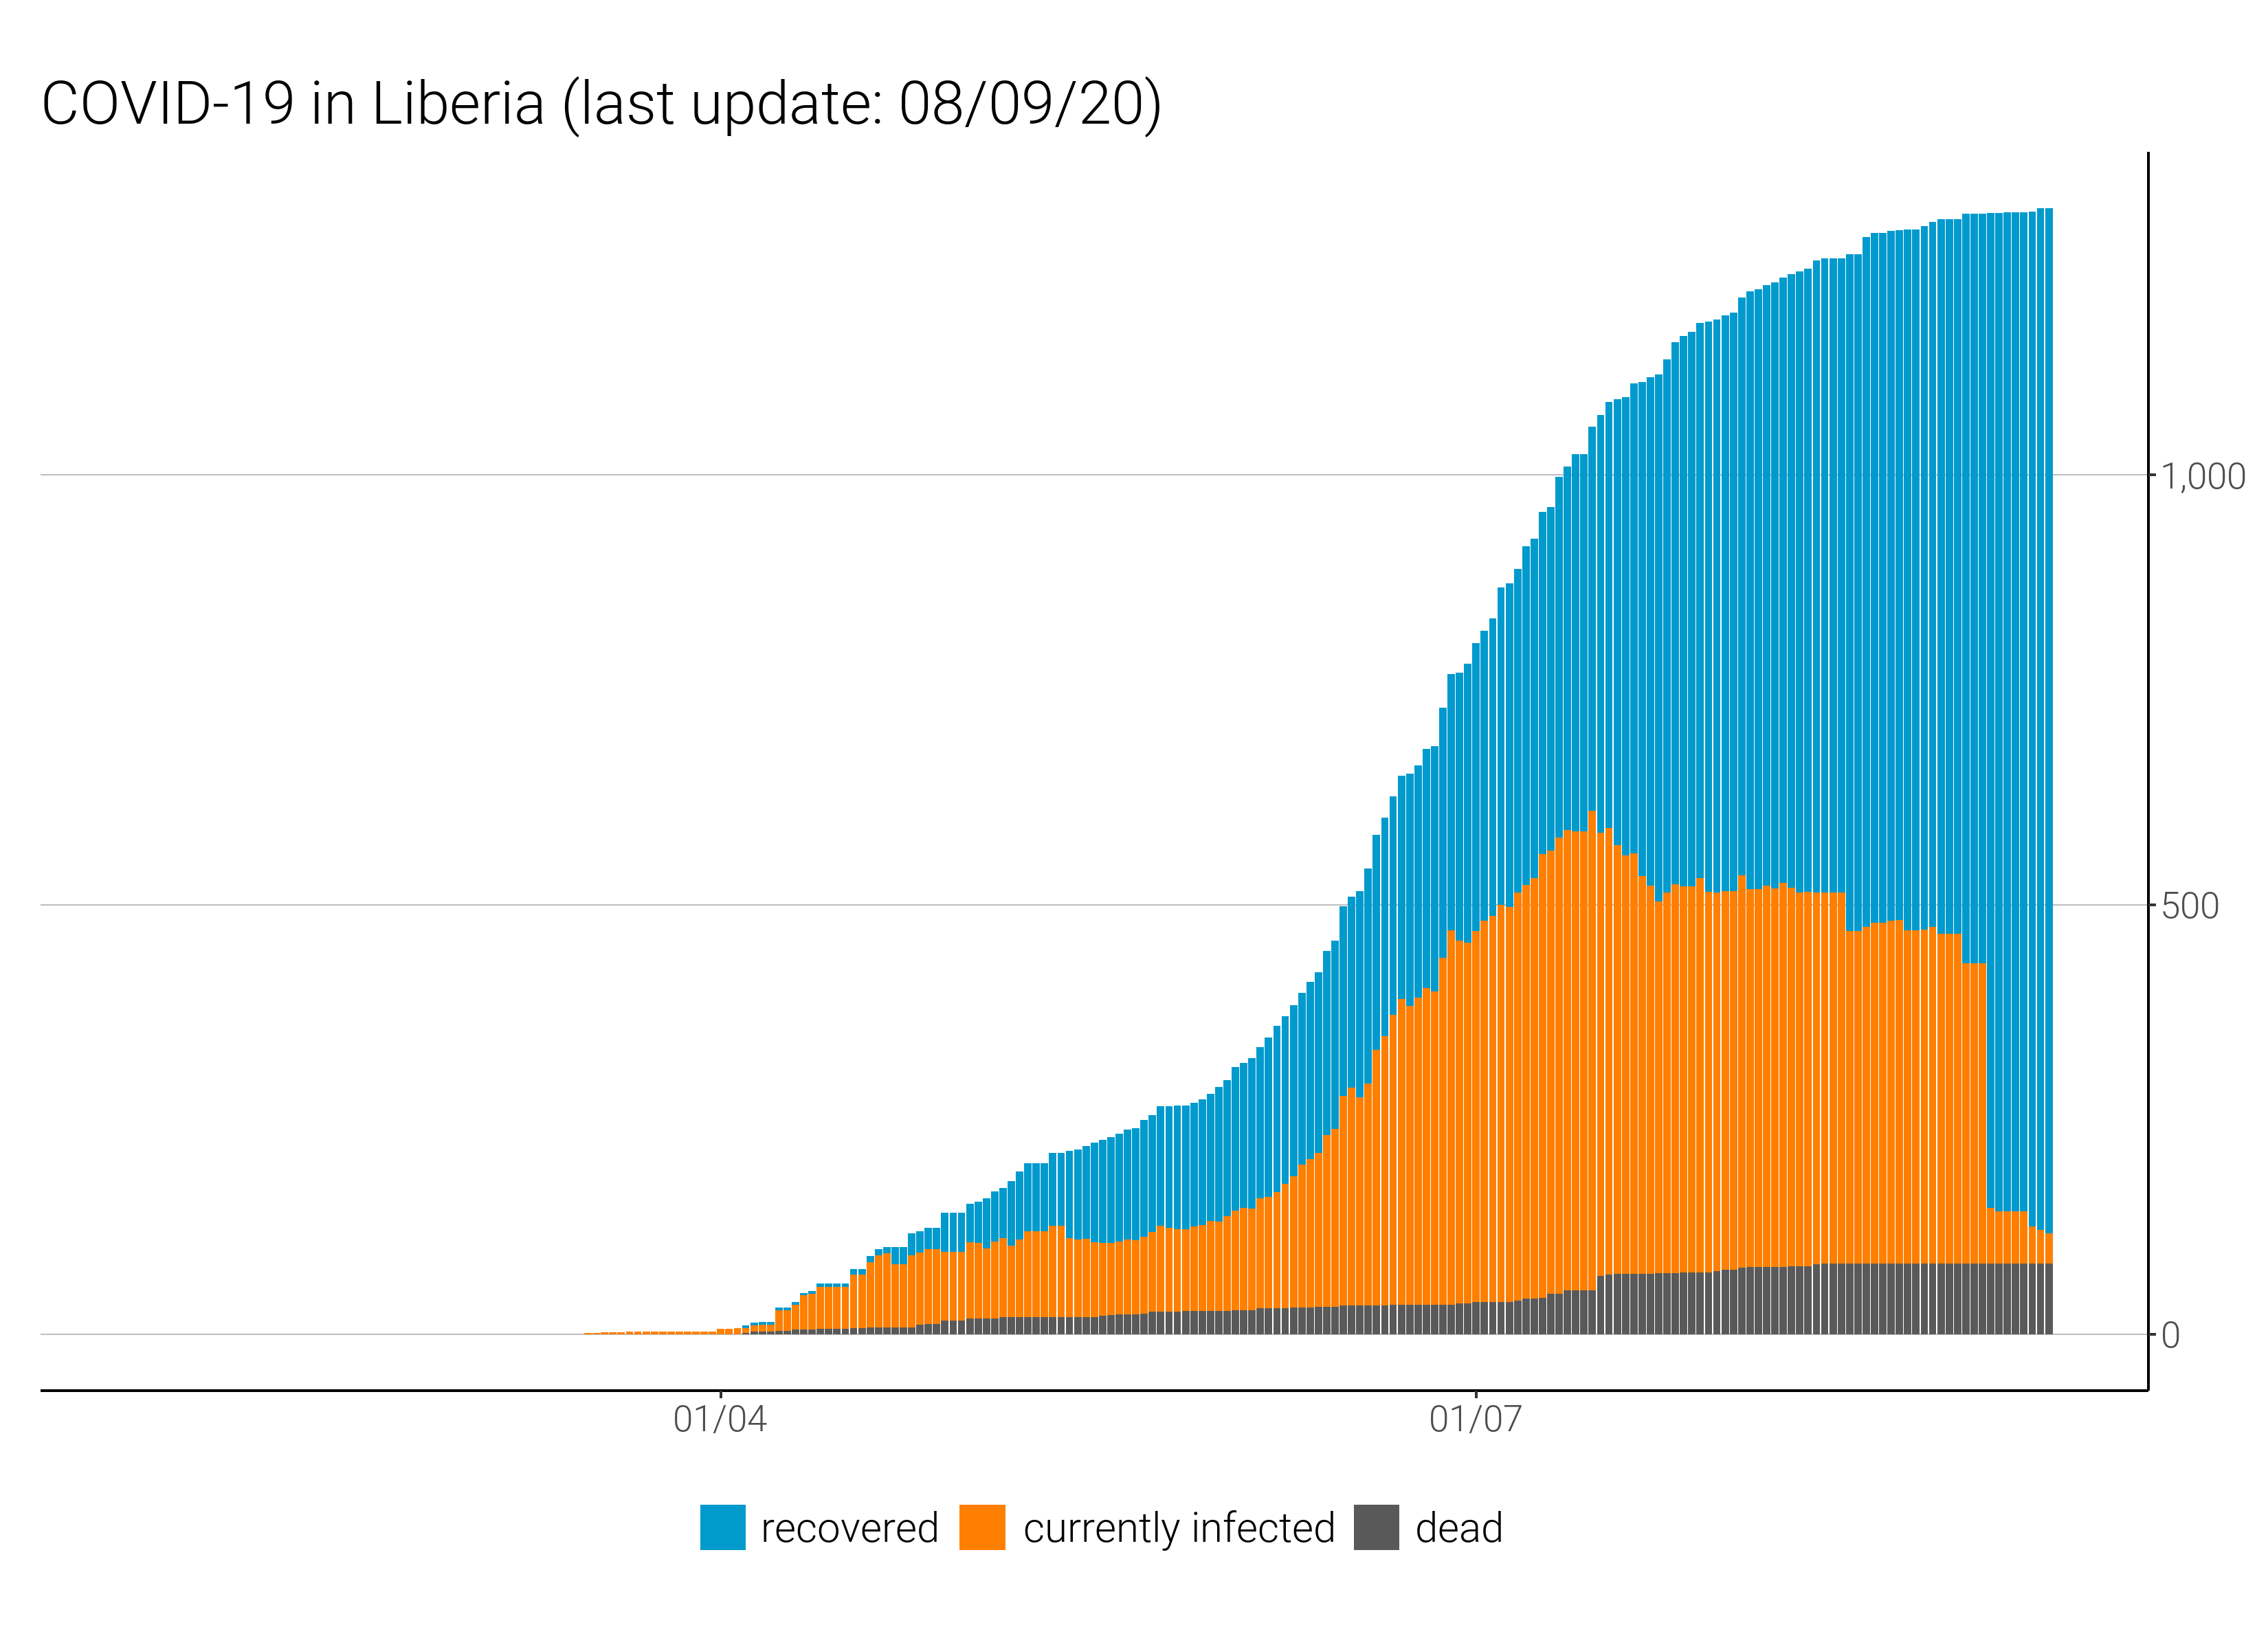 COVID-19 in Liberia (last update: 08/09/20)
1,000
500
0
01/04 01/07
recovered currently infected dead